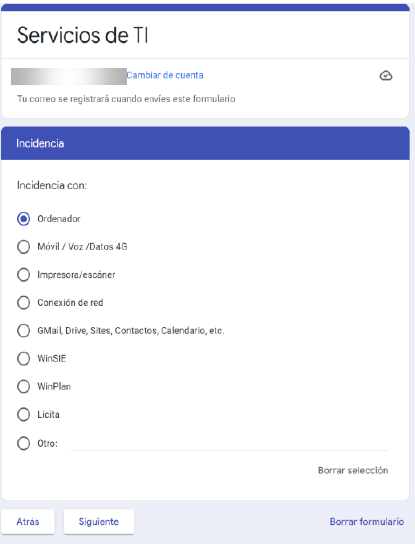 Servicios de TI
Cambiar de cuenta
Tu correo se registrará cuando envíes este formulario
Incidencia
Incidencia con:
Ordenador
Móvil / Voz /Datos 4G
Impresora/escáner
Conexión de red
GMail, Drive, Sites, Contactos, Calendario, etc.
WinSIE
WinPlan
Licita
Otro:
Borrar selección
Atrás Siguiente Borrar formulario